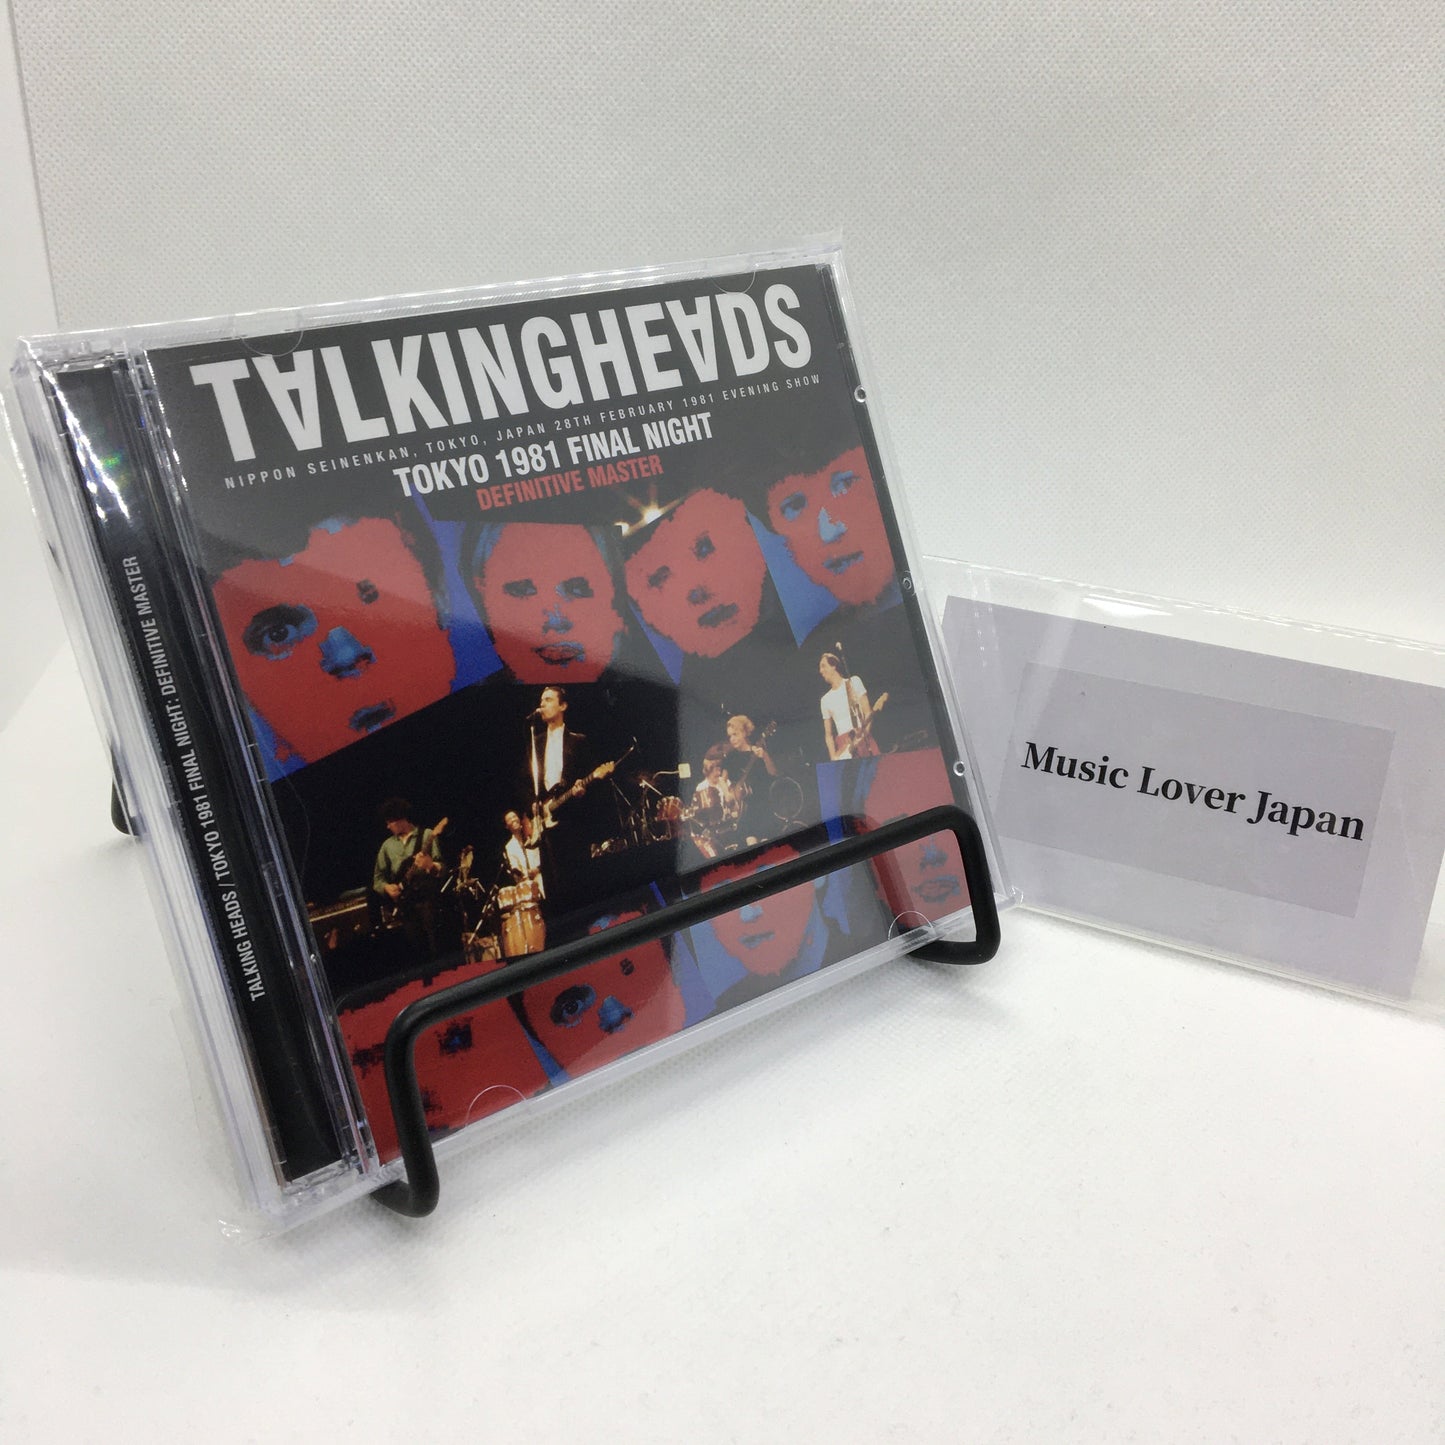 TALKINGHEADS
NIPPON SEINENKAN, TOKYO, JAPAN 28TH FEBRUARY 1981 EVENING SHOW
TOKYO 1981 FINAL NIGHT
DEFINITIVE MASTER
TALKING HEADS / TOKYO 1981 FINAL NIGHT: DEFINITIVE MASTER
Music Lover Japan